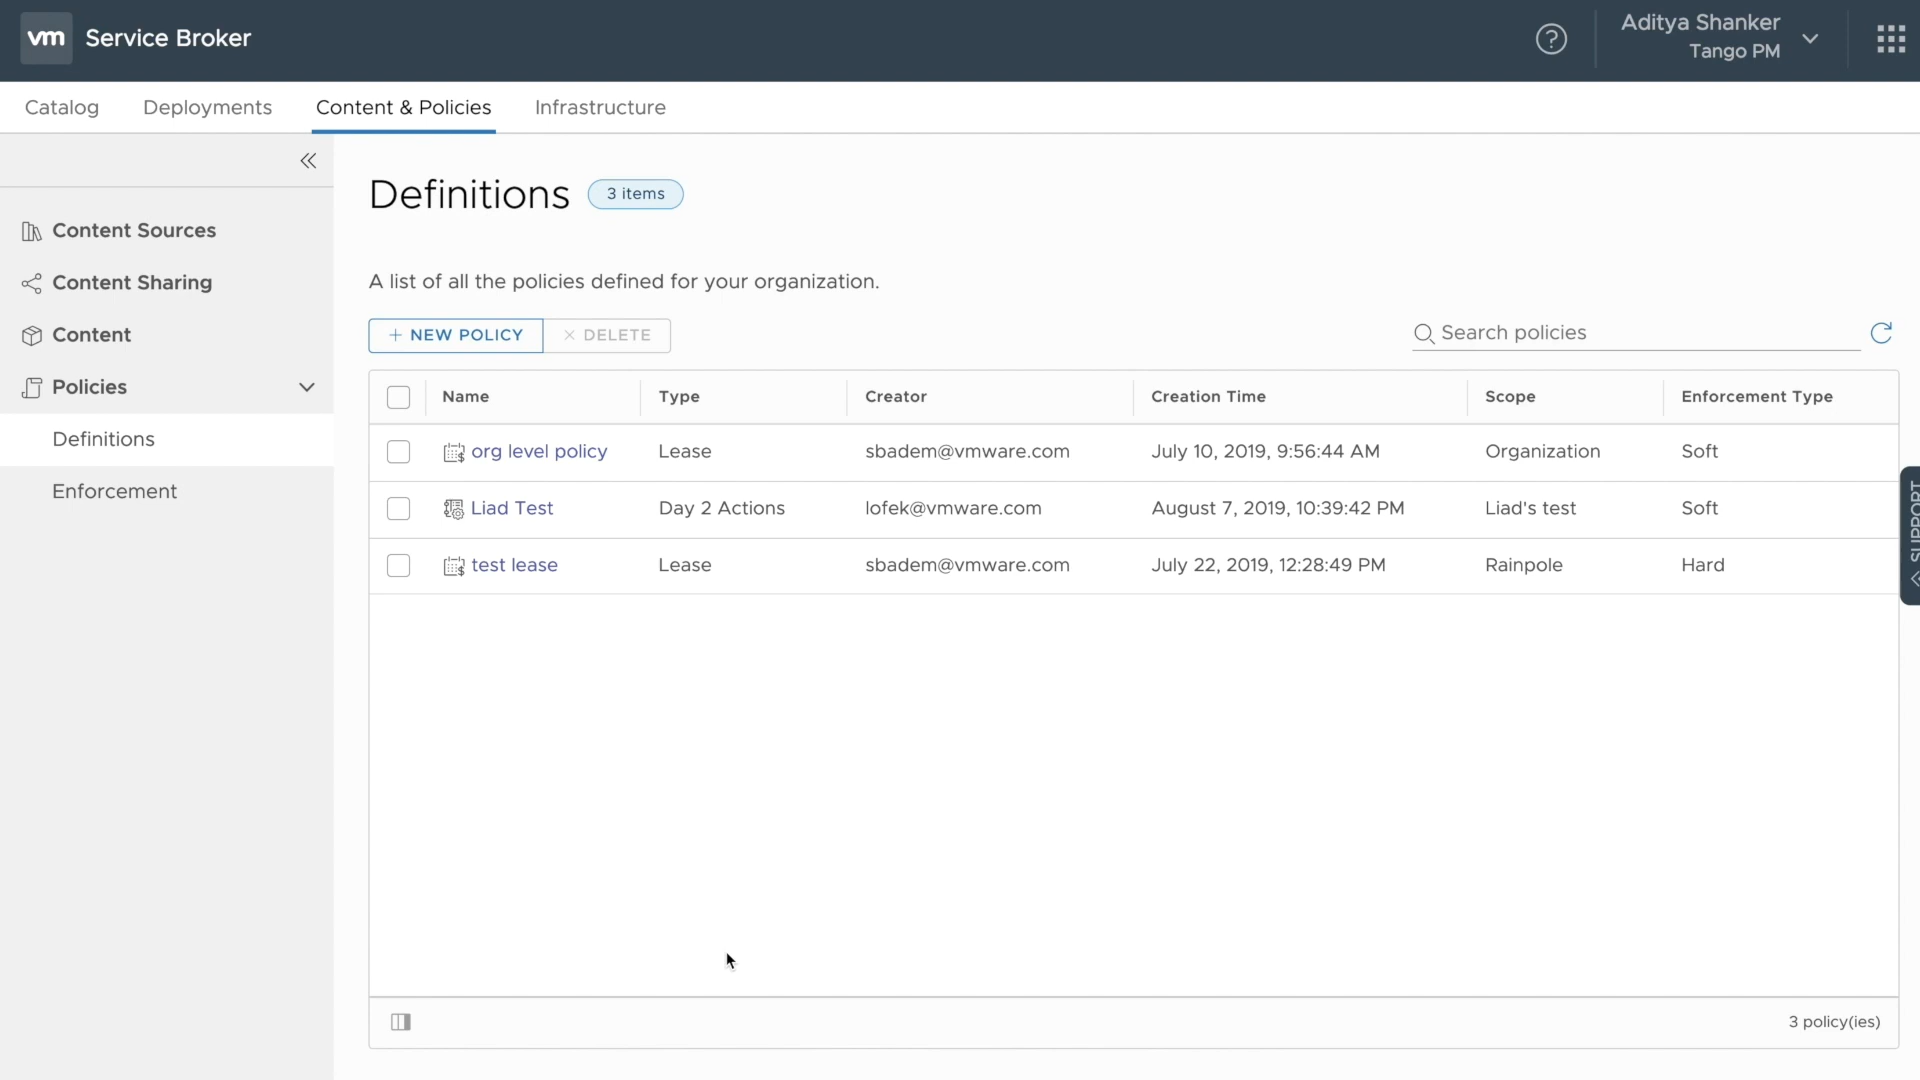 vm Service Broker
Aditya Shanker
Tango PM
Catalog Deployments Content & Policies Infrastructure
Definitions 3 items
Content Sources
Content Sharing
Content
Policies
Definitions
Enforcement
A list of all the policies defined for your organization.
+ NEW POLICY × DELETE
Search policies
Name Type Creator Creation Time Scope Enforcement Type
org level policy Lease sbadem@vmware.com July 10, 2019, 9:56:44 AM Organization Soft
Liad Test Day 2 Actions lofek@vmware.com August 7, 2019, 10:39:42 PM Liad's test Soft
test lease Lease sbadem@vmware.com July 22, 2019, 12:28:49 PM Rainpole Hard
SUPPORT
3 policy(ies)